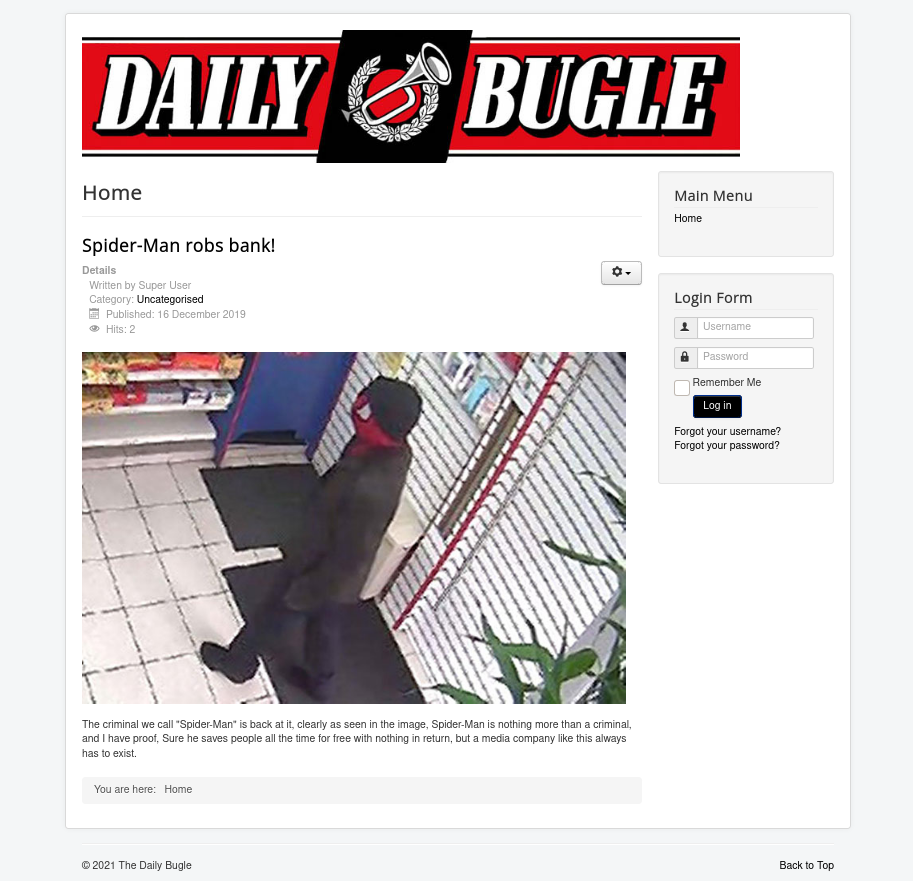 DAILY BUGLE
Home
Spider-Man robs bank!
Details
Written by Super User
Category: Uncategorised
Published: 16 December 2019
Hits: 2
The criminal we call "Spider-Man" is back at it, clearly as seen in the image, Spider-Man is nothing more than a criminal,
and I have proof, Sure he saves people all the time for free with nothing in return, but a media company like this always
has to exist.
You are here: Home
Main Menu
Home
Login Form
Username
Password
Remember Me
Log in
Forgot your username?
Forgot your password?
© 2021 The Daily Bugle
Back to Top